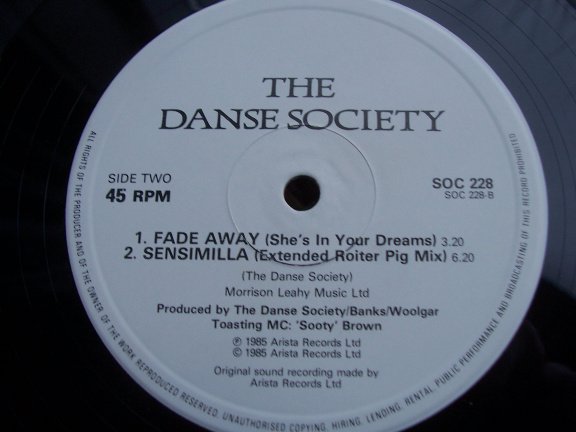 THE
DANSE SOCIETY
SIDE TWO
45 RPM
SOC 228
SOC 228-B
1. FADE AWAY (She's In Your Dreams) 3.20
2. SENSIMILLA (Extended Roiter Pig Mix) 6.20
(The Danse Society)
Morrison Leahy Music Ltd
Produced by The Danse Society/Banks/Woolgar
Toasting MC: 'Sooty' Brown
℗ 1985 Arista Records Ltd
© 1985 Arista Records Ltd
Original sound recording made by
Arista Records Ltd
ALL RIGHTS OF THE PRODUCER AND OF THE OWNER OF THE WORK REPRODUCED RESERVED. UNAUTHORISED COPYING, HIRING, LENDING, RENTAL PUBLIC PERFORMANCE AND BROADCASTING OF THIS RECORD PROHIBITED